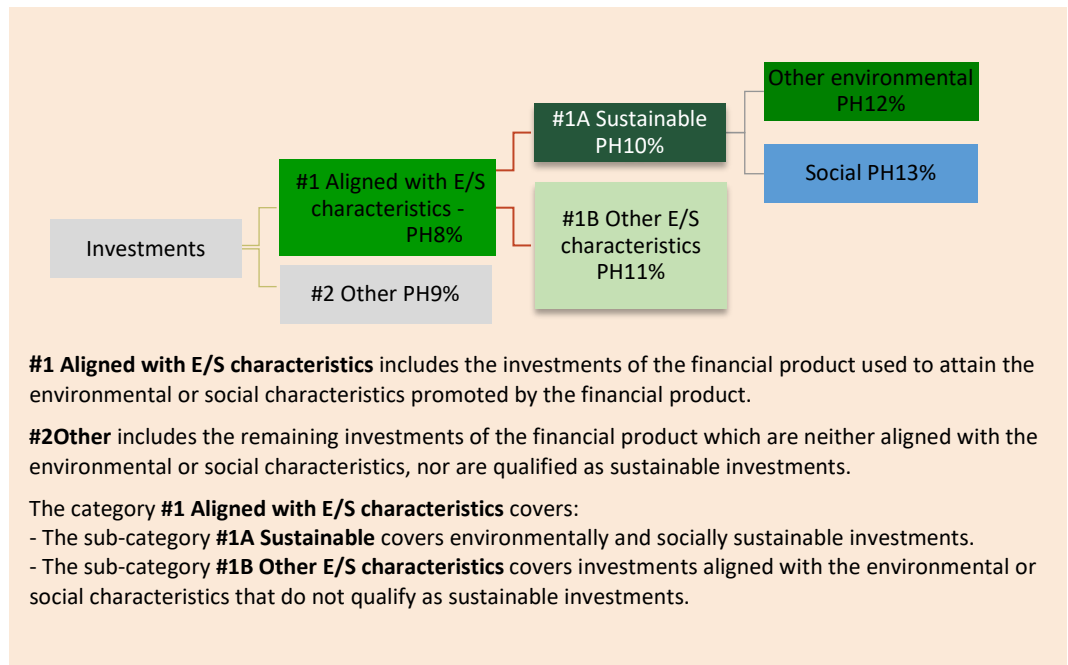 Other environmental
PH12%
#1A Sustainable
PH10%
Social PH13%
#1 Aligned with E/S
characteristics -
PH8%
#1B Other E/S
characteristics
PH11%
Investments
#2 Other PH9%
#1 Aligned with E/S characteristics includes the investments of the financial product used to attain the
environmental or social characteristics promoted by the financial product.
#2Other includes the remaining investments of the financial product which are neither aligned with the
environmental or social characteristics, nor are qualified as sustainable investments.
The category #1 Aligned with E/S characteristics covers:
- The sub-category #1A Sustainable covers environmentally and socially sustainable investments.
- The sub-category #1B Other E/S characteristics covers investments aligned with the environmental or
social characteristics that do not qualify as sustainable investments.